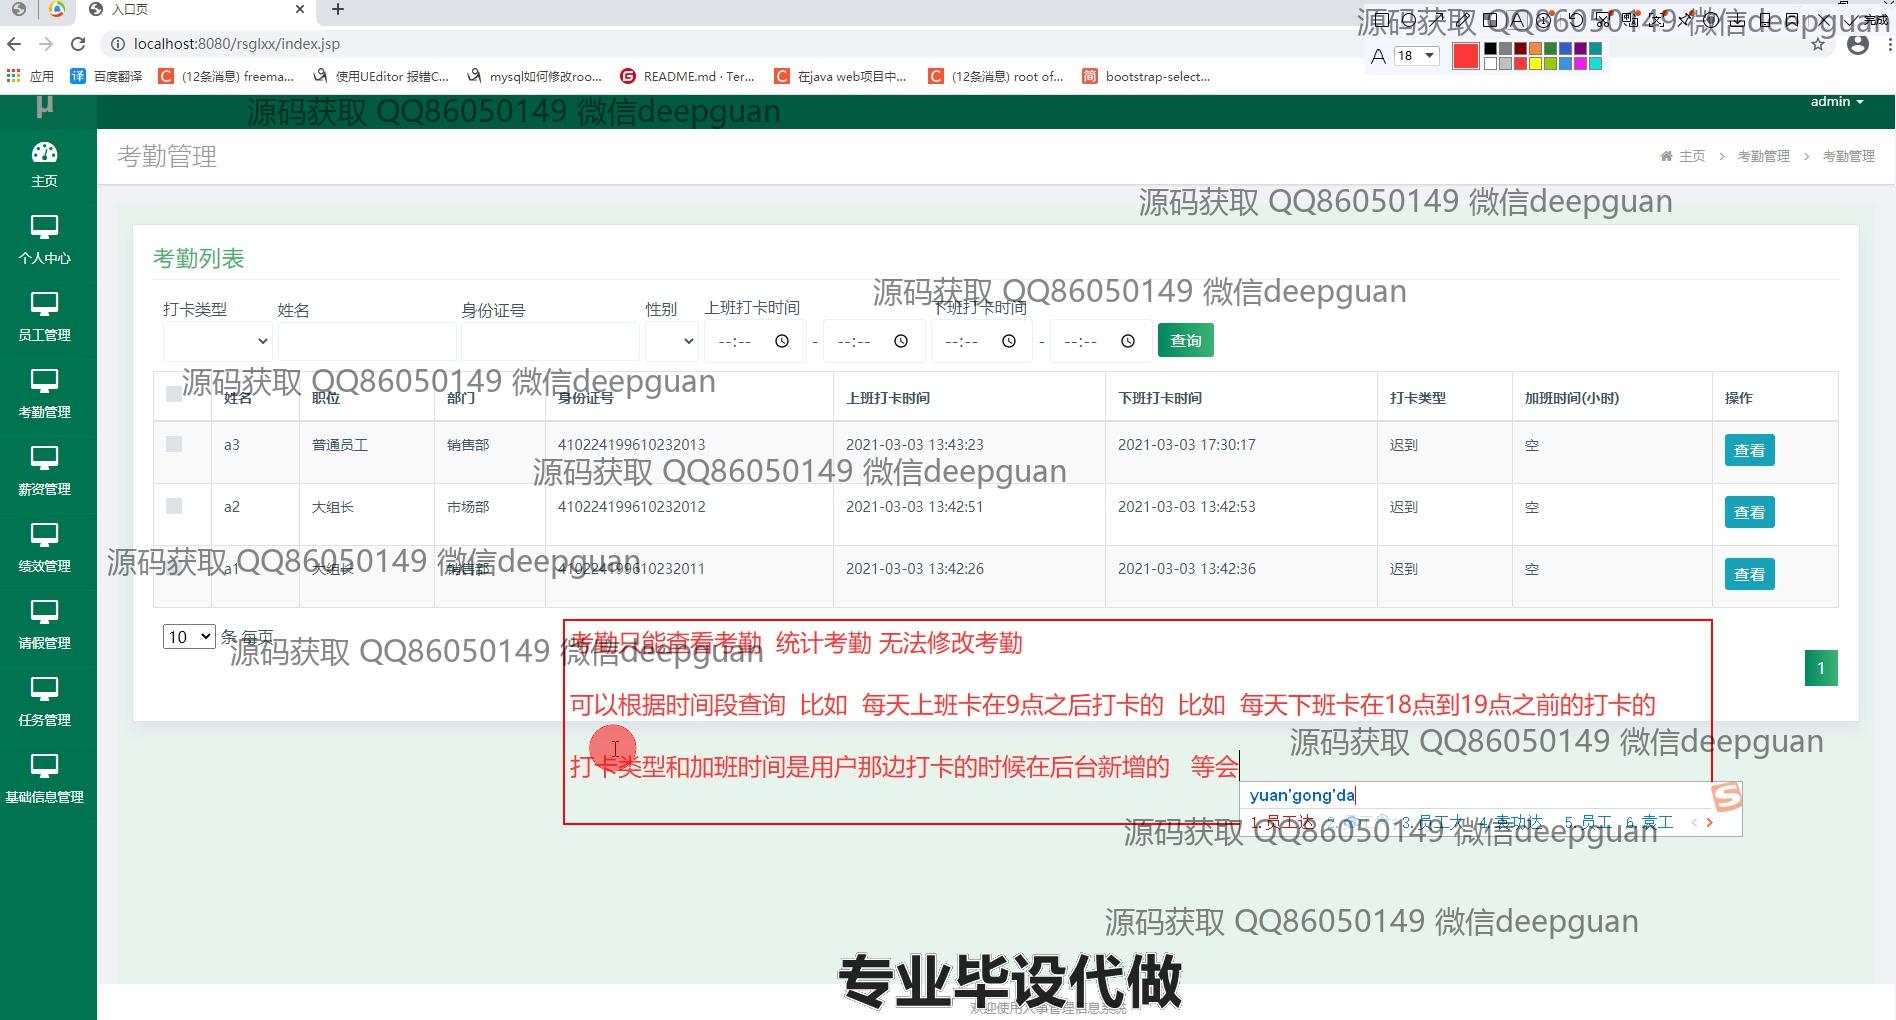 入口页
localhost:8080/rsglxx/index.jsp
应用 百度翻译 (12条消息) freema... 使用UEditor 报错C... mysql如何修改roo... README.md · Ter... 在java web项目中... (12条消息) root of... bootstrap-select...
18
完成
源码获取 QQ86050149 微信deepguan
源码获取 QQ86050149 微信deepguan
admin
μ
考勤管理
主页 > 考勤管理 > 考勤管理
主页
个人中心
员工管理
考勤管理
薪资管理
绩效管理
请假管理
任务管理
基础信息管理
源码获取 QQ86050149 微信deepguan
考勤列表
源码获取 QQ86050149 微信deepguan
打卡类型 姓名 身份证号 性别 上班打卡时间 下班打卡时间
--:-- - --:-- --:-- - --:-- 查询
源码获取 QQ86050149 微信deepguan
姓名 职位 部门 身份证号 上班打卡时间 下班打卡时间 打卡类型 加班时间(小时) 操作
a3 普通员工 销售部 410224199610232013 2021-03-03 13:43:23 2021-03-03 17:30:17 迟到 空 查看
源码获取 QQ86050149 微信deepguan
a2 大组长 市场部 410224199610232012 2021-03-03 13:42:51 2021-03-03 13:42:53 迟到 空 查看
源码获取 QQ86050149 微信deepguan
a1 大组长 销售部 410224199610232011 2021-03-03 13:42:26 2021-03-03 13:42:36 迟到 空 查看
10 条 每页
源码获取 QQ86050149 微信deepguan
1
考勤只能查看考勤 统计考勤 无法修改考勤
可以根据时间段查询 比如 每天上班卡在9点之后打卡的 比如 每天下班卡在18点到19点之前的打卡的
源码获取 QQ86050149 微信deepguan
打卡类型和加班时间是用户那边打卡的时候在后台新增的 等会
yuan'gong'da
1.员工达 3.员工大 4.袁功达 5.员工 6.袁工
源码获取 QQ86050149 微信deepguan
源码获取 QQ86050149 微信deepguan
专业毕设代做
欢迎使用人事管理信息系统